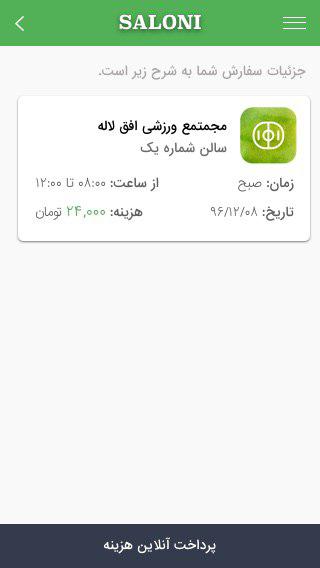 SALONI
جزئیات سفارش شما به شرح زیر است.
مجمتمع ورزشی افق لاله
سالن شماره یک
زمان: صبح از ساعت: ۰۸:۰۰ تا ۱۲:۰۰
تاریخ: ۹۶/۱۲/۰۸ هزینه: ۲۴,۰۰۰ تومان
پرداخت آنلاین هزینه